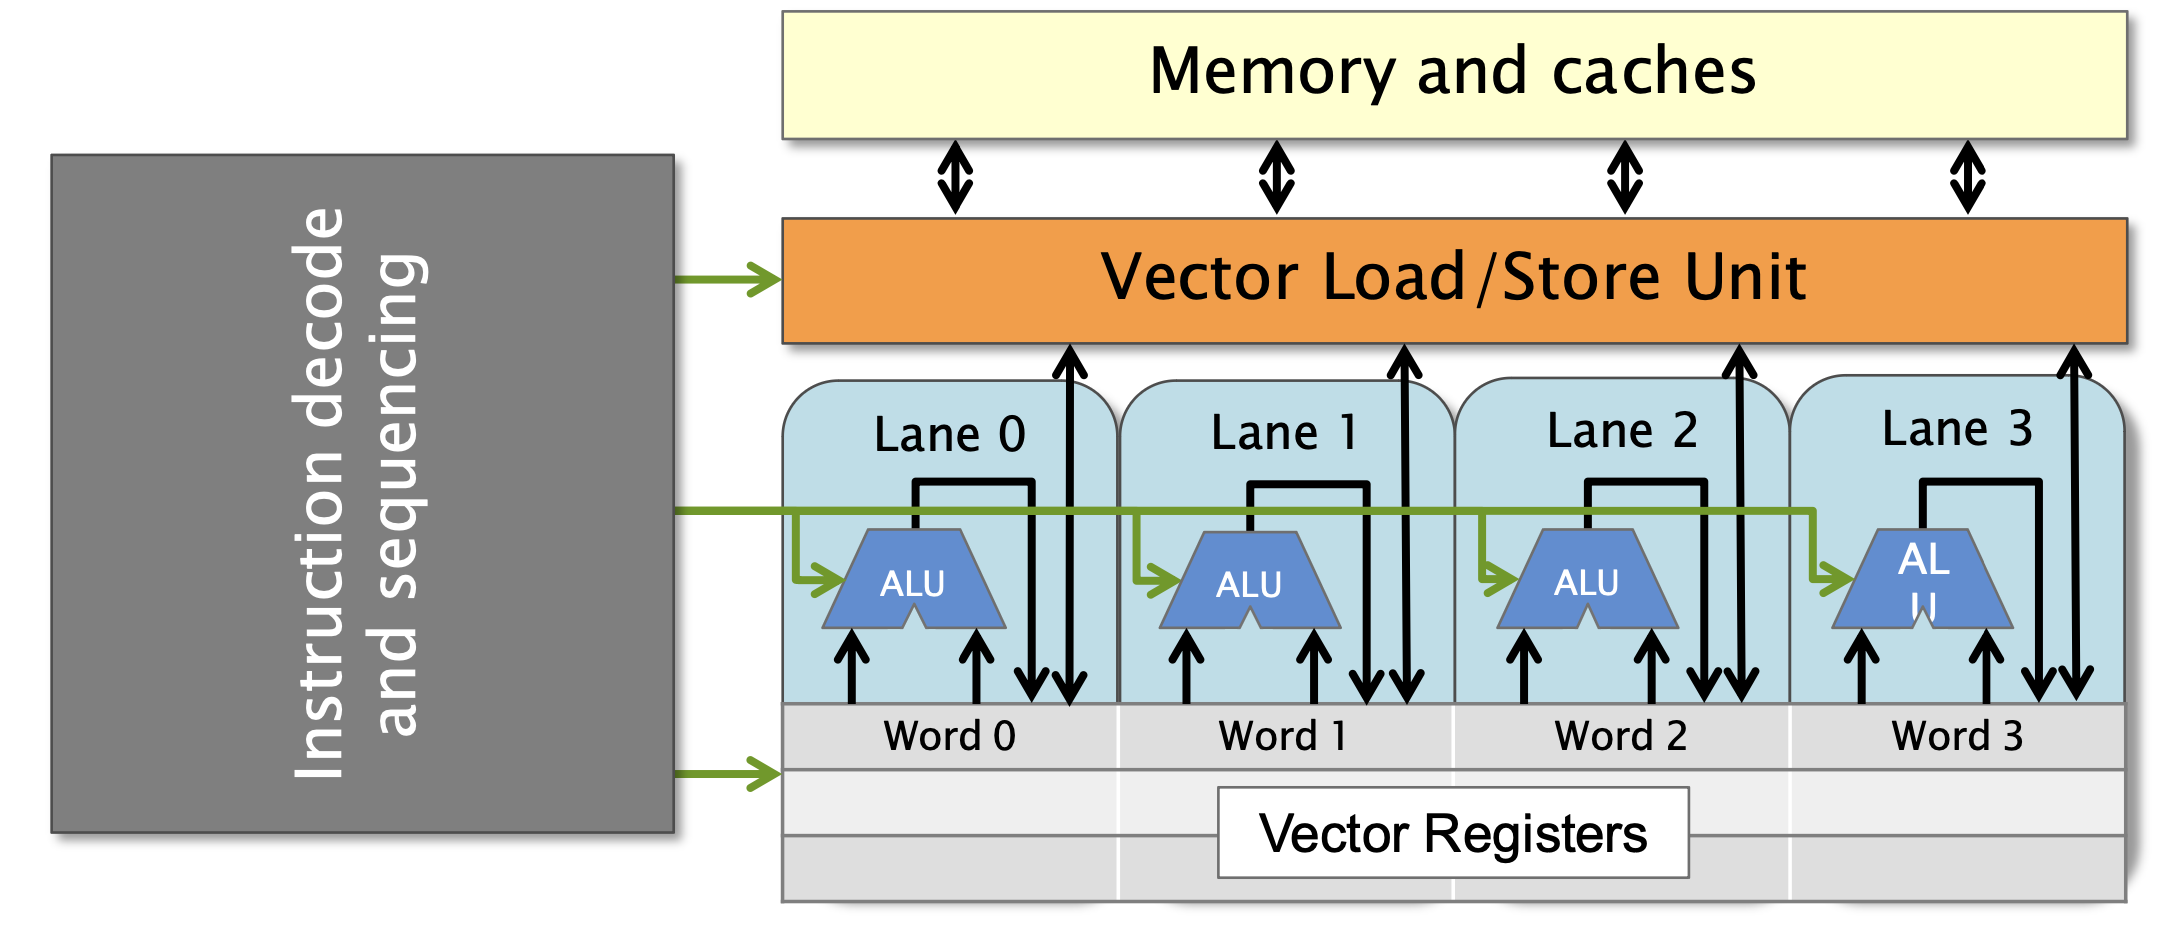 Memory and caches
Instruction decode
and sequencing
Vector Load/Store Unit
Lane 0
Lane 1
Lane 2
Lane 3
ALU
ALU
ALU
AL
U
Word 0
Word 1
Word 2
Word 3
Vector Registers